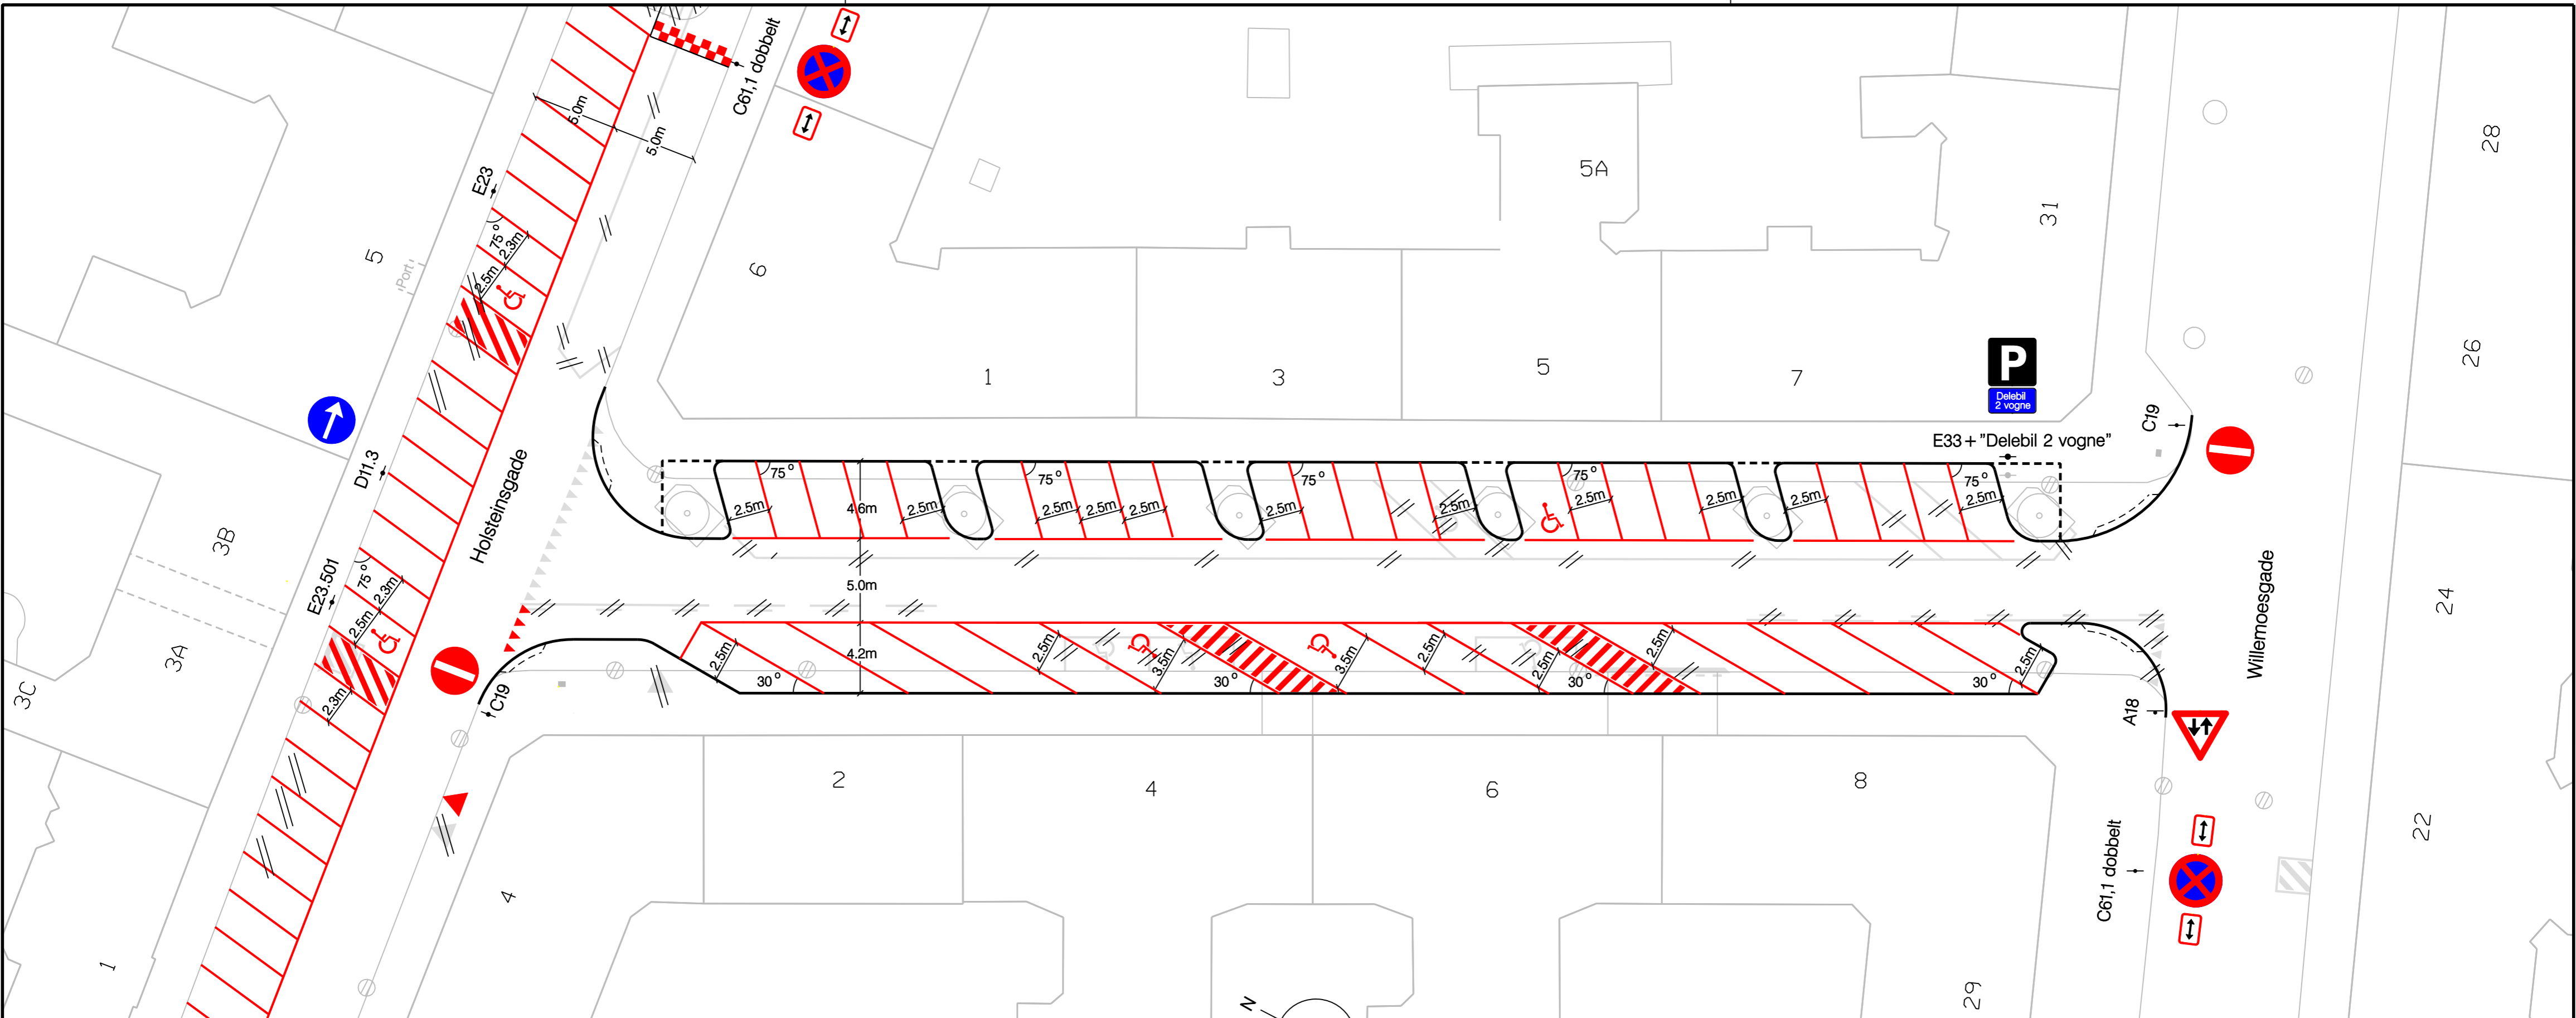 C61,1 dobbelt
5.0m
5.0m
E23
75°
2.3m
2.5m
5
Port
6
5A
31
28
26
24
22
1
3
5
7
P
Delebil
2 vogne
E33+"Delebil 2 vogne"
C19
D11.3
Holsteinsgade
E23.501
75°
2.3m
2.5m
2.3m
3B
3A
3C
1
C19
4
75°
2.5m
4.6m
2.5m
75°
2.5m
2.5m
2.5m
75°
2.5m
2.5m
75°
2.5m
2.5m
2.5m
75°
2.5m
5.0m
4.2m
2.5m
30°
2.5m
3.5m
30°
3.5m
2.5m
2.5m
30°
2.5m
30°
2.5m
Willemoesgade
A18
C61,1 dobbelt
2
4
6
8
29
N